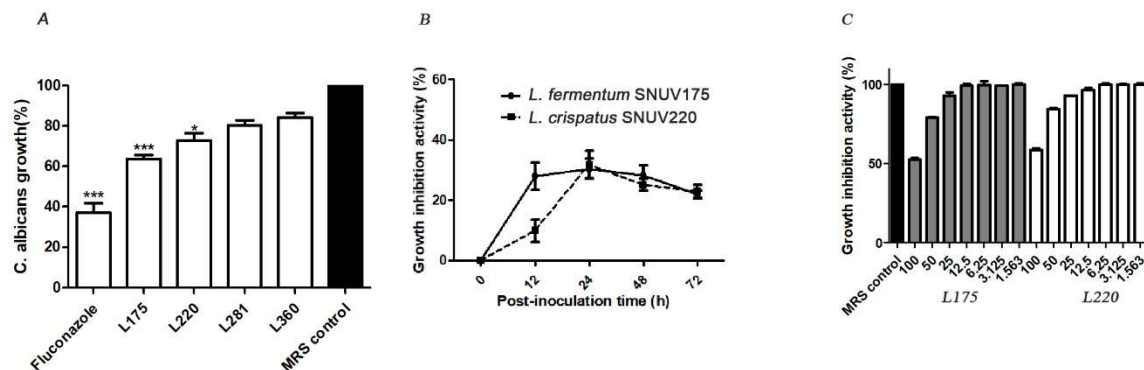 A
C. albicans growth(%)
100
80
60
40
20
0
***
***
*
Fluconazole
L175
L220
L281
L360
MRS control
B
Growth inhibition activity (%)
60
40
20
0
L. fermentum SNUV175
L. crispatus SNUV220
0
12
24
48
72
Post-inoculation time (h)
C
Growth inhibition activity (%)
100
50
0
MRS control
100
50
25
12.5
6.25
3.125
1.563
100
50
25
12.5
6.25
3.125
1.563
L175
L220